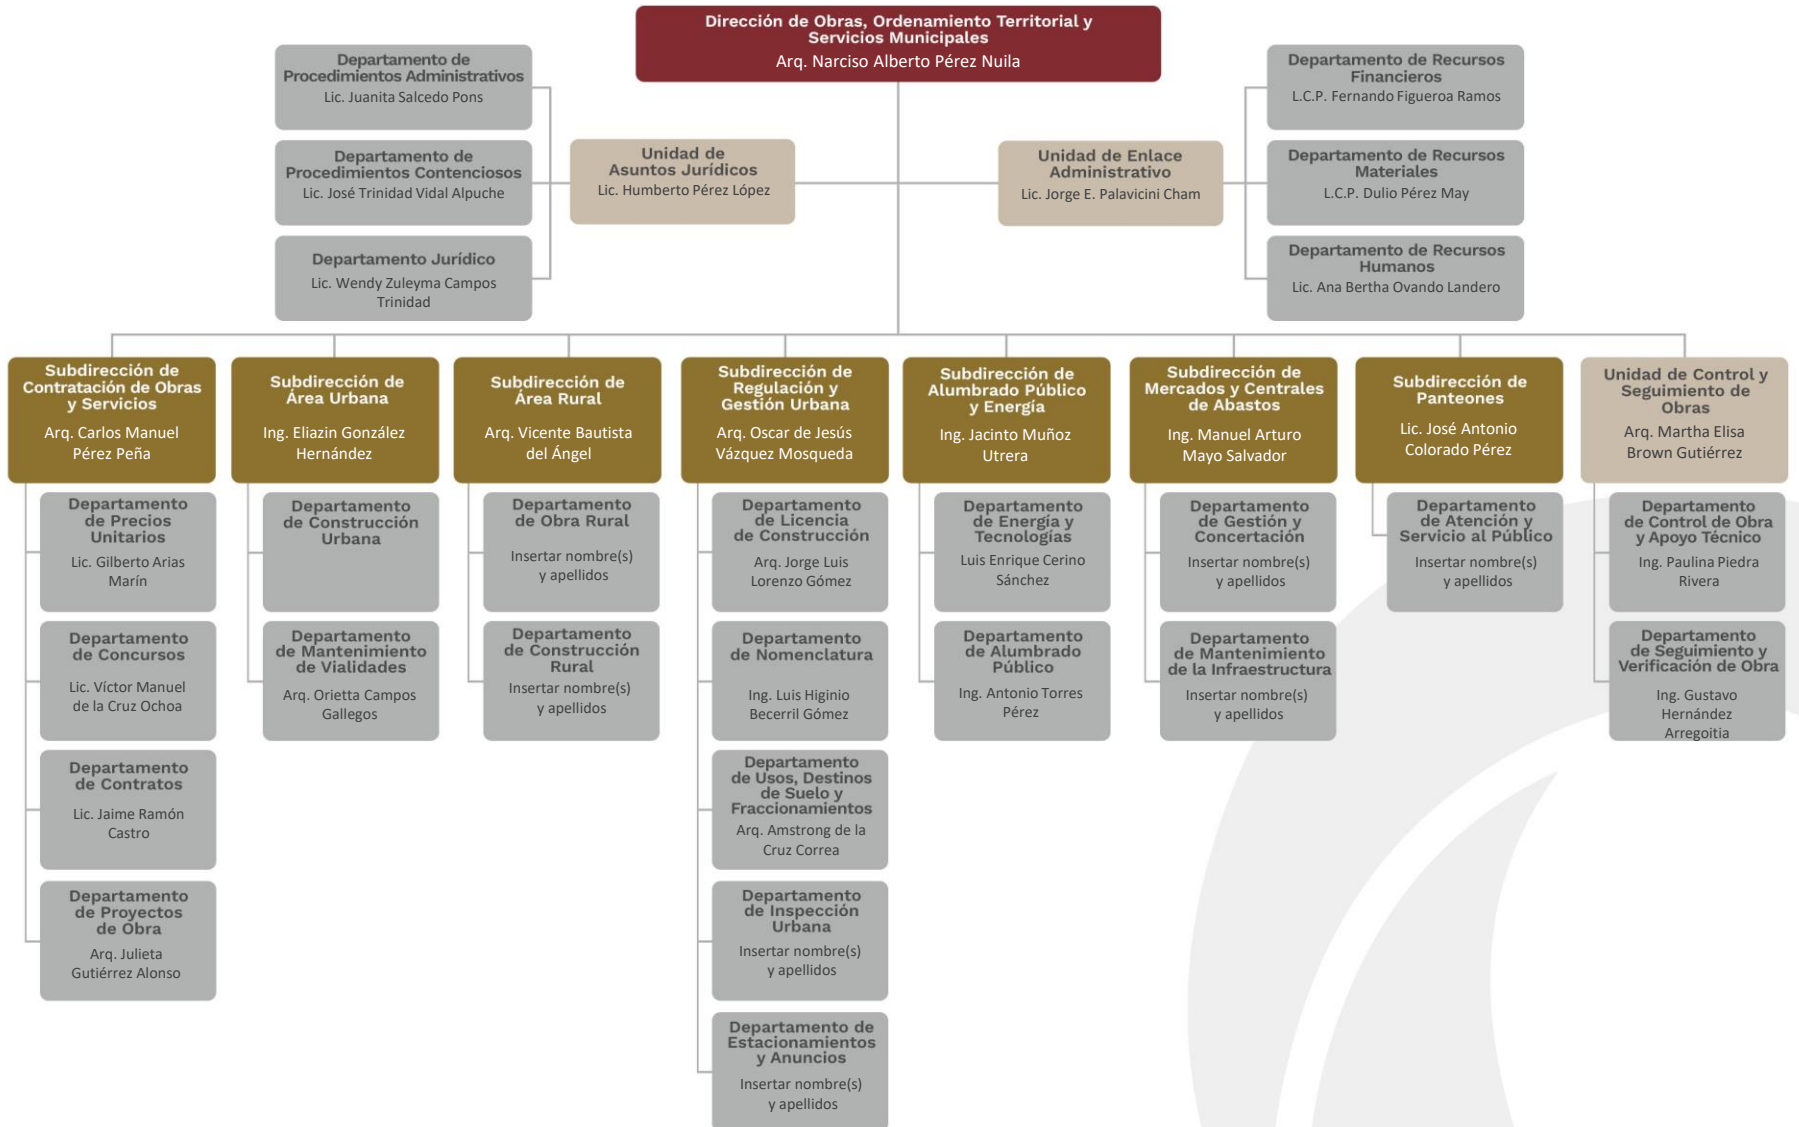 Dirección de Obras, Ordenamiento Territorial y
Servicios Municipales
Arq. Narciso Alberto Pérez Nuila
Departamento de
Procedimientos Administrativos
Lic. Juanita Salcedo Pons
Departamento de
Procedimientos Contenciosos
Lic. José Trinidad Vidal Alpuche
Departamento Jurídico
Lic. Wendy Zuleyma Campos
Trinidad
Unidad de
Asuntos Jurídicos
Lic. Humberto Pérez López
Unidad de Enlace
Administrativo
Lic. Jorge E. Palavicini Cham
Departamento de Recursos
Financieros
L.C.P. Fernando Figueroa Ramos
Departamento de Recursos
Materiales
L.C.P. Dulio Pérez May
Departamento de Recursos
Humanos
Lic. Ana Bertha Ovando Landero
Subdirección de
Contratación de Obras
y Servicios
Arq. Carlos Manuel
Pérez Peña
Departamento
de Precios
Unitarios
Lic. Gilberto Arias
Marín
Departamento
de Concursos
Lic. Víctor Manuel
de la Cruz Ochoa
Departamento
de Contratos
Lic. Jaime Ramón
Castro
Departamento
de Proyectos
de Obra
Arq. Julieta
Gutiérrez Alonso
Subdirección de
Área Urbana
Ing. Eliazin González
Hernández
Departamento
de Construcción
Urbana
Departamento
de Mantenimiento
de Vialidades
Arq. Orietta Campos
Gallegos
Subdirección de
Área Rural
Arq. Vicente Bautista
del Ángel
Departamento
de Obra Rural
Insertar nombre(s)
y apellidos
Departamento
de Construcción
Rural
Insertar nombre(s)
y apellidos
Subdirección de
Regulación y
Gestión Urbana
Arq. Oscar de Jesús
Vázquez Mosqueda
Departamento
de Licencia
de Construcción
Arq. Jorge Luis
Lorenzo Gómez
Departamento
de Nomenclatura
Ing. Luis Higinio
Becerril Gómez
Departamento
de Usos, Destinos
de Suelo y
Fraccionamientos
Arq. Amstrong de la
Cruz Correa
Departamento
de Inspección
Urbana
Insertar nombre(s)
y apellidos
Departamento de
Estacionamientos
y Anuncios
Insertar nombre(s)
y apellidos
Subdirección de
Alumbrado Público
y Energía
Ing. Jacinto Muñoz
Utrera
Departamento
de Energía y
Tecnologías
Luis Enrique Cerino
Sánchez
Departamento
de Alumbrado
Público
Ing. Antonio Torres
Pérez
Subdirección de
Mercados y Centrales
de Abastos
Ing. Manuel Arturo
Mayo Salvador
Departamento
de Gestión y
Concertación
Insertar nombre(s)
y apellidos
Departamento
de Mantenimiento
de la Infraestructura
Insertar nombre(s)
y apellidos
Subdirección de
Panteones
Lic. José Antonio
Colorado Pérez
Departamento
de Atención y
Servicio al Público
Insertar nombre(s)
y apellidos
Unidad de Control y
Seguimiento de
Obras
Arq. Martha Elisa
Brown Gutiérrez
Departamento
de Control de Obra
y Apoyo Técnico
Ing. Paulina Piedra
Rivera
Departamento
de Seguimiento y
Verificación de Obra
Ing. Gustavo
Hernández
Arregoitia